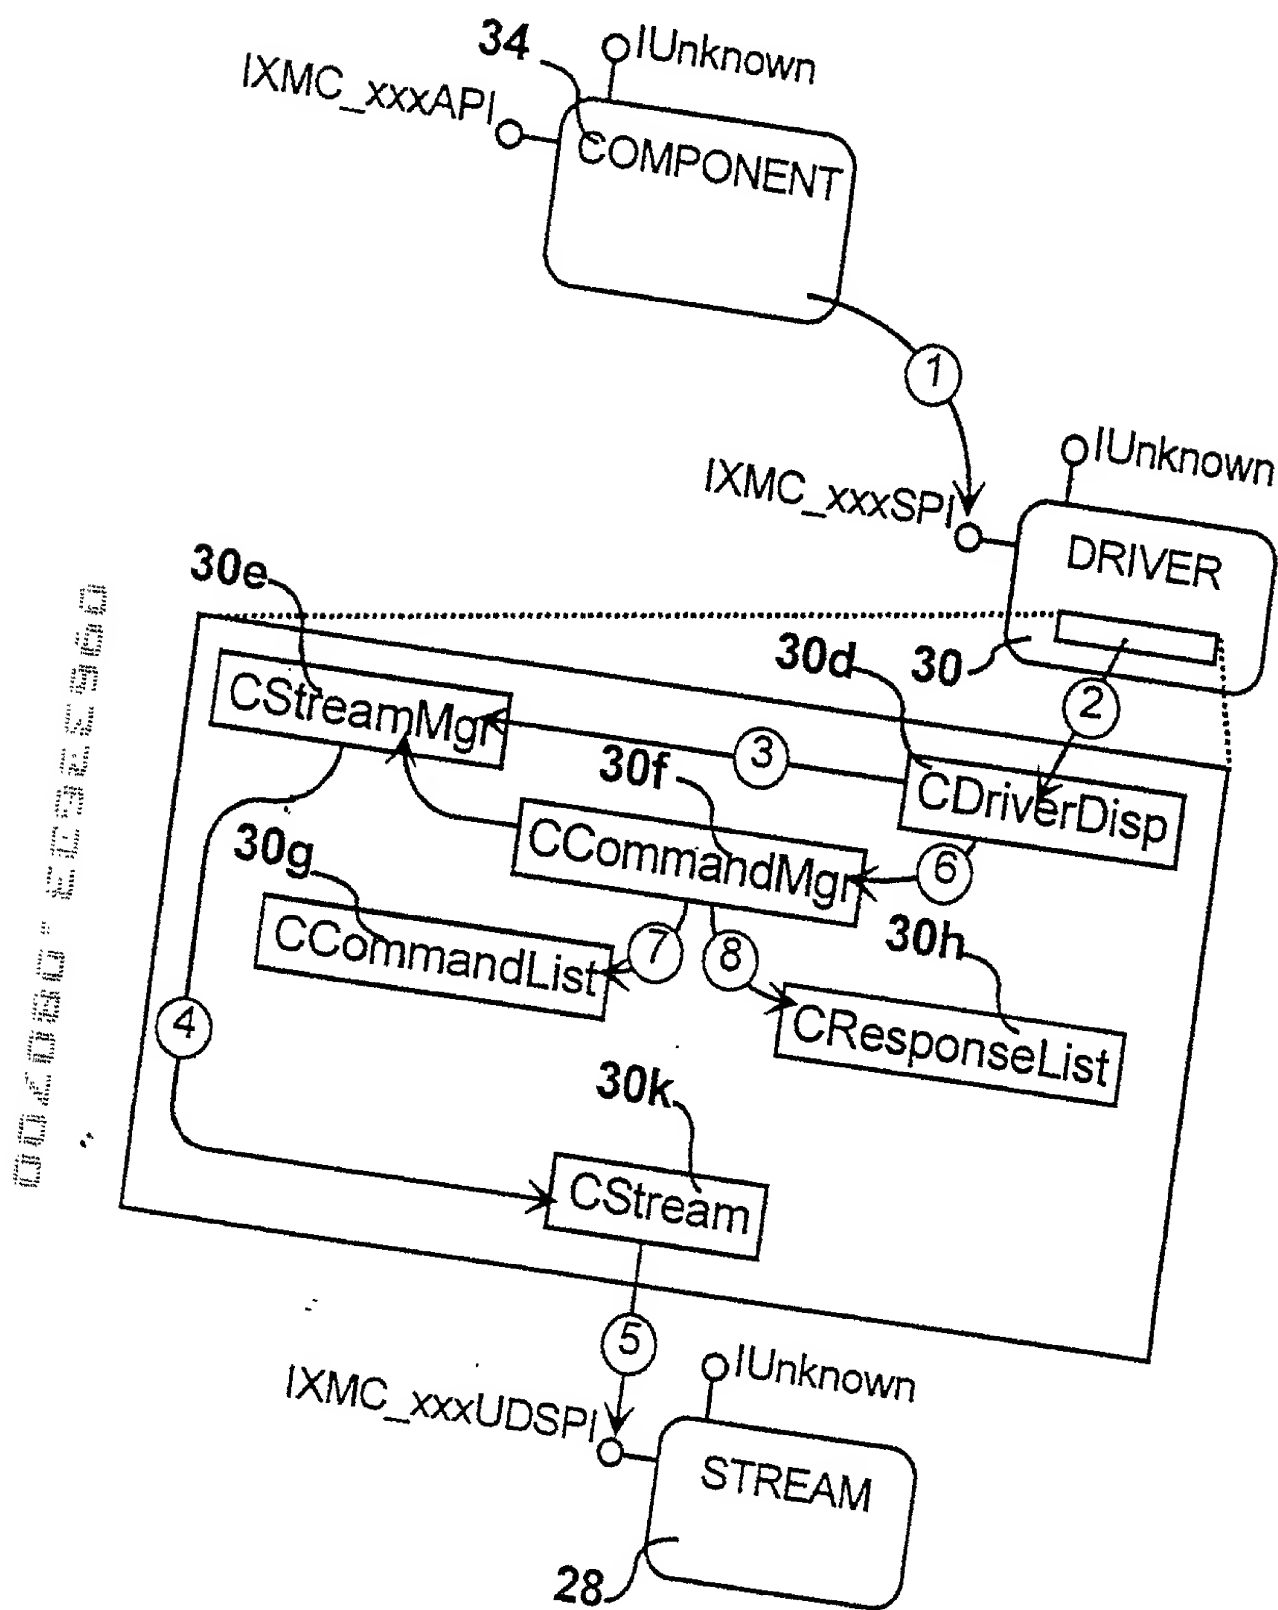 34
IUnknown
IXMC_xxxAPI
COMPONENT
1
IUnknown
IXMC_xxxSPI
DRIVER
30e
30d
30
2
CStreamMgr
3
30f
CDriverDisp
30g
CCommandMgr
6
CCommandList
7
8
30h
4
CResponseList
30k
CStream
5
IUnknown
IXMC_xxxUDSPI
STREAM
28